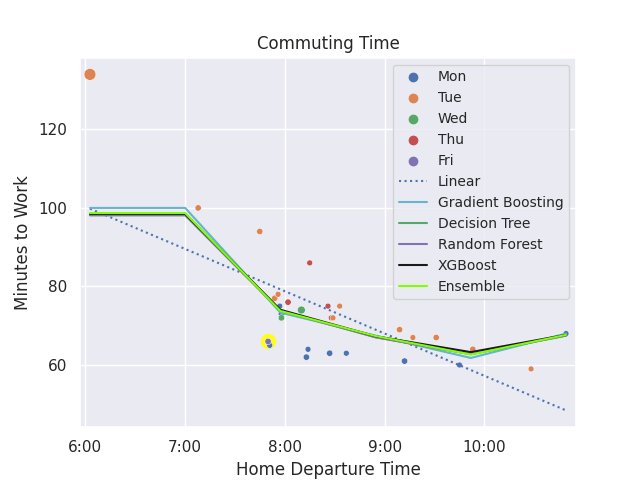 Commuting Time
Minutes to Work
120
100
80
60
6:00 7:00 8:00 9:00 10:00
Home Departure Time
Mon
Tue
Wed
Thu
Fri
Linear
Gradient Boosting
Decision Tree
Random Forest
XGBoost
Ensemble